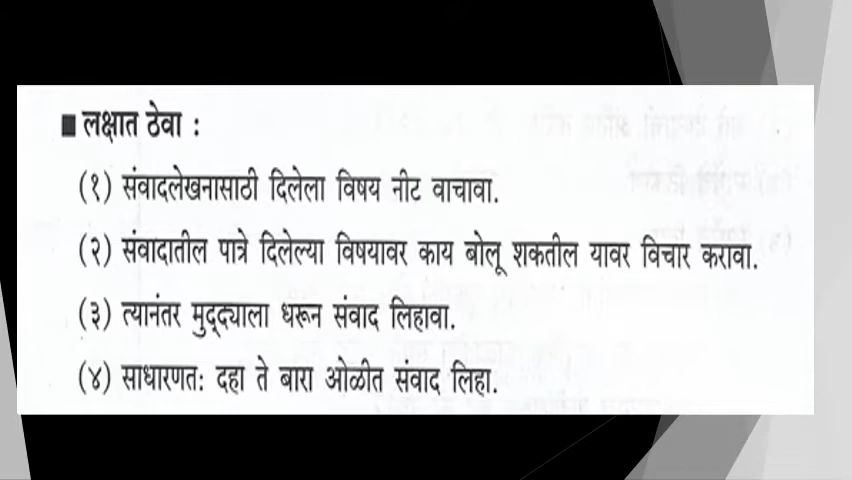 ■ लक्षात ठेवा :
(१) संवादलेखनासाठी दिलेला विषय नीट वाचावा.
(२) संवादातील पात्रे दिलेल्या विषयावर काय बोलू शकतील यावर विचार करावा.
(३) त्यानंतर मुद्द्याला धरून संवाद लिहावा.
(४) साधारणत: दहा ते बारा ओळीत संवाद लिहा.